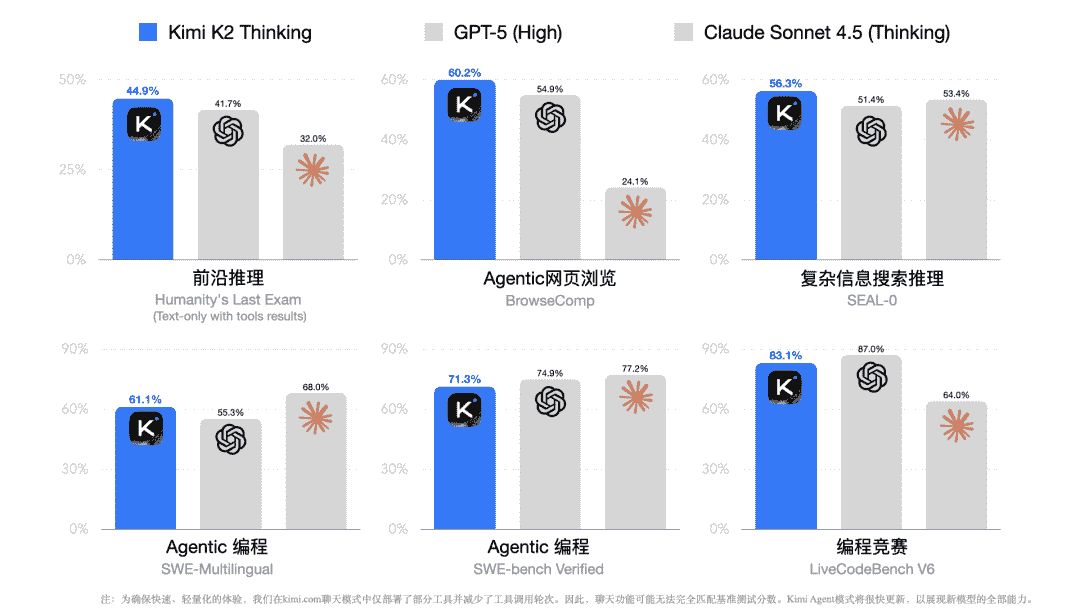 Kimi K2 Thinking
GPT-5 (High)
Claude Sonnet 4.5 (Thinking)
50%
25%
0%
44.9%
41.7%
32.0%
前沿推理
Humanity's Last Exam
(Text-only with tools results)
60%
40%
20%
0%
60.2%
54.9%
24.1%
Agentic网页浏览
BrowseComp
60%
40%
20%
0%
56.3%
51.4%
53.4%
复杂信息搜索推理
SEAL-0
90%
60%
30%
0%
61.1%
55.3%
68.0%
Agentic 编程
SWE-Multilingual
90%
60%
30%
0%
71.3%
74.9%
77.2%
Agentic 编程
SWE-bench Verified
90%
60%
30%
0%
83.1%
87.0%
64.0%
编程竞赛
LiveCodeBench V6
注：为确保快速、轻量化的体验，我们在kimi.com聊天模式中仅部署了部分工具并减少了工具调用轮次。因此，聊天功能可能无法完全匹配基准测试分数。Kimi Agent模式将很快更新，以展现新模型的全部能力。